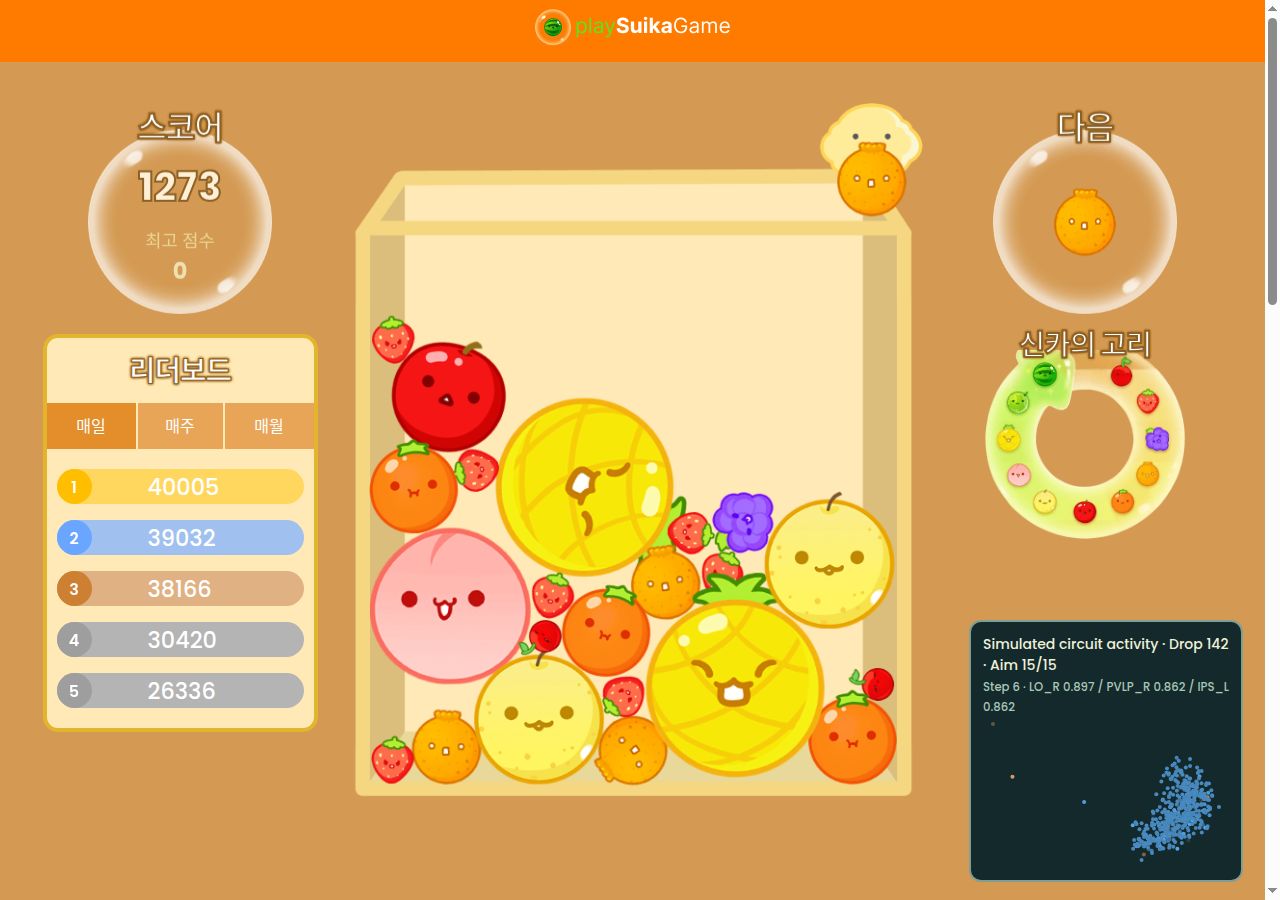 playSuikaGame
스코어
1273
최고 점수
0
다음
신카의 고리
리더보드
매일
매주
매월
1 40005
2 39032
3 38166
4 30420
5 26336
Simulated circuit activity · Drop 142
· Aim 15/15
Step 6 · LO_R 0.897 / PVLP_R 0.862 / IPS_L
0.862